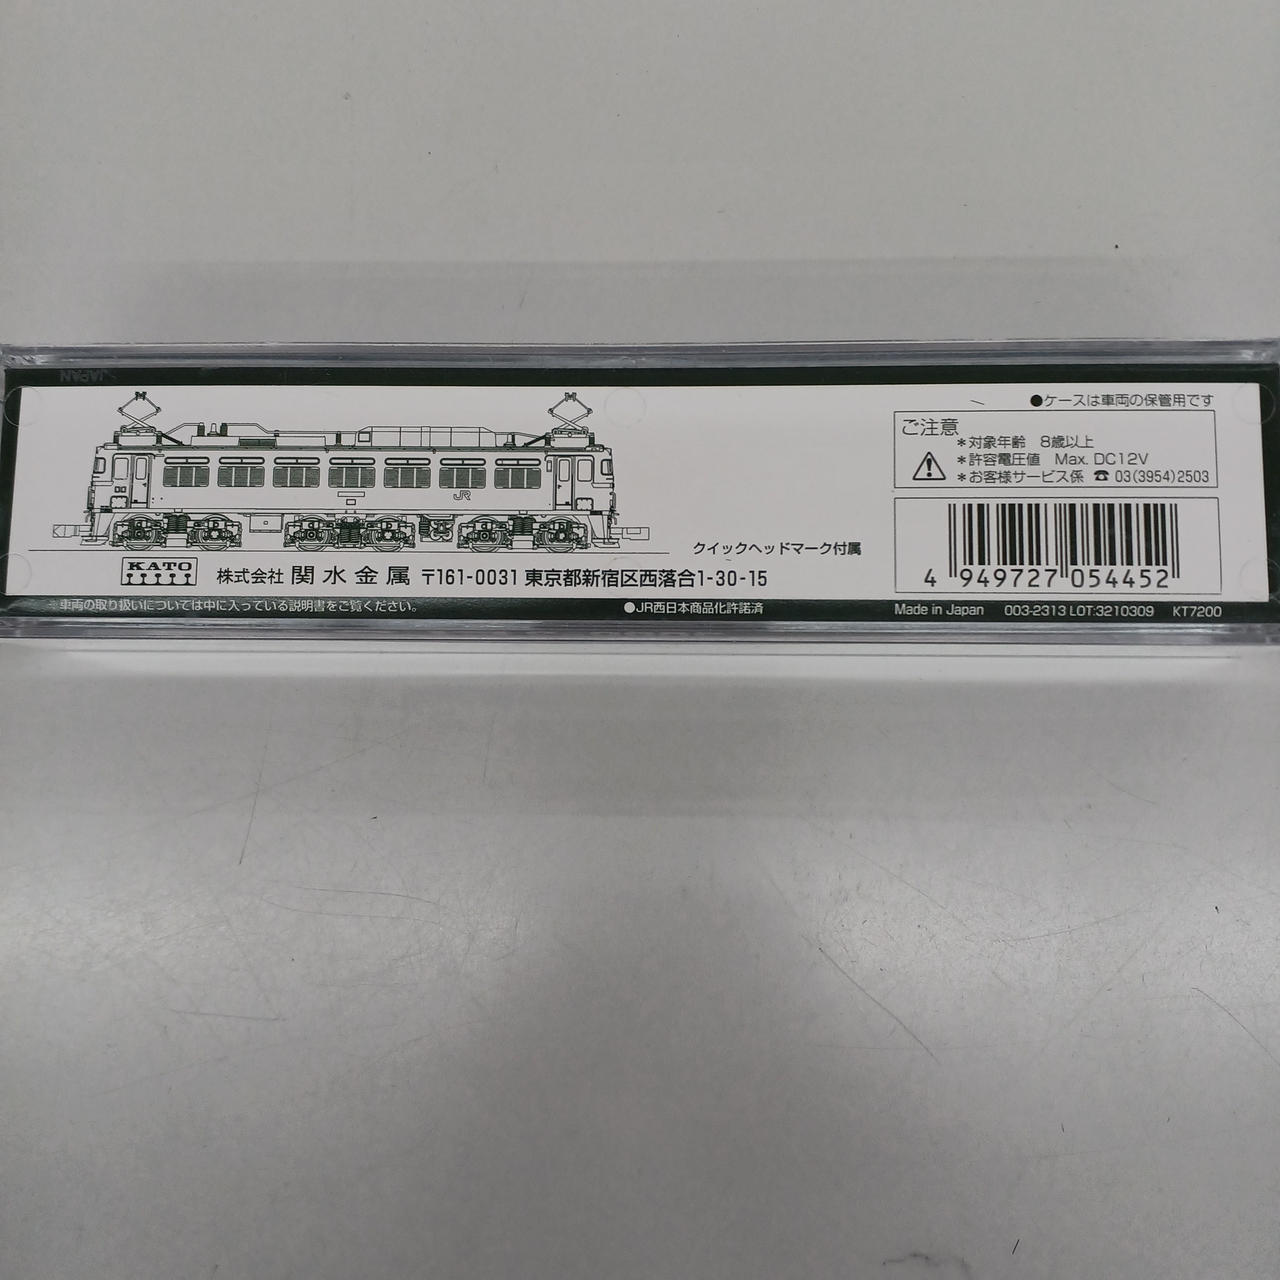 JAPAN
●ケースは車両の保管用です
ご注意
＊対象年齢　8歳以上
＊許容電圧値　Max. DC12V
＊お客様サービス係 ☎ 03(3954)2503
JR
クイックヘッドマーク付属
KATO
株式会社 関水金属 〒161-0031 東京都新宿区西落合1-30-15
4 949727 054452
※車両の取り扱いについては中に入っている説明書をご覧ください。
●JR西日本商品化許諾済
Made in Japan 003-2313 LOT:3210309 KT7200